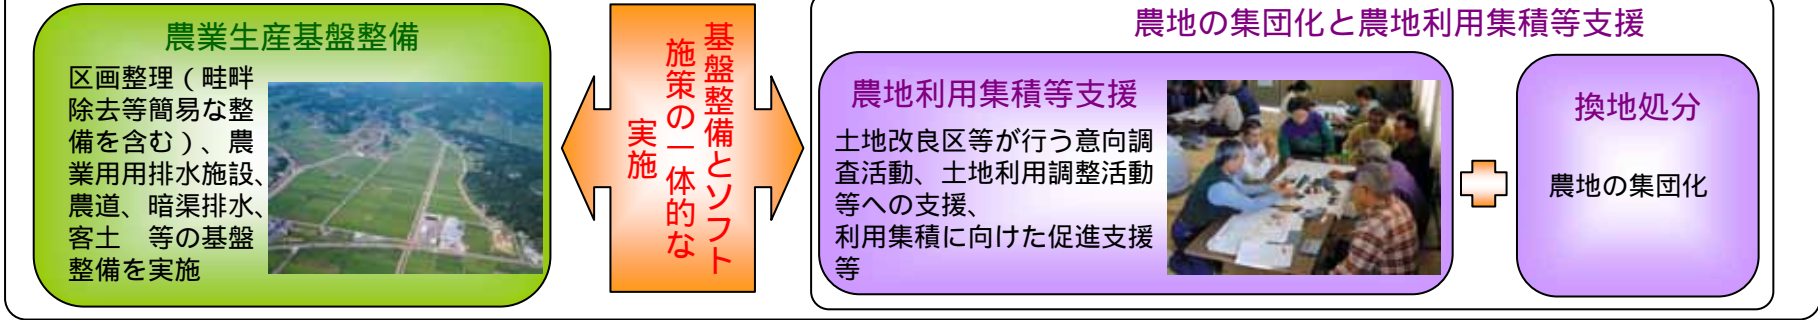 農業生産基盤整備
区画整理（畦畔
除去等簡易な整
備を含む）、農
業用用排水施設、
農道、暗渠排水、
客土　等の基盤
整備を実施
基盤整備とソフト
施策の一体的な
実施
農地の集団化と農地利用集積等支援
農地利用集積等支援
土地改良区等が行う意向調
査活動、土地利用調整活動
等への支援、
利用集積に向けた促進支援
等
換地処分
農地の集団化